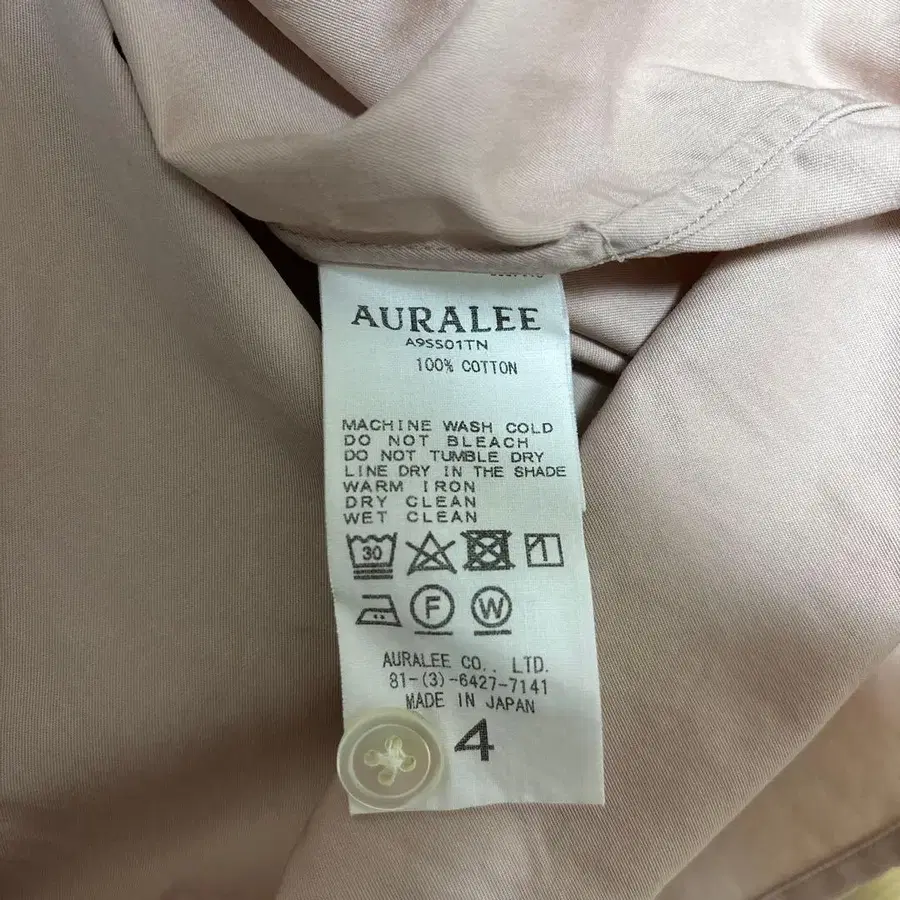 AURALEE
A9SS01TN
100% COTTON
MACHINE WASH COLD
DO NOT BLEACH
DO NOT TUMBLE DRY
LINE DRY IN THE SHADE
WARM IRON
DRY CLEAN
WET CLEAN
30
F W
AURALEE CO., LTD.
81-(3)-6427-7141
MADE IN JAPAN
4